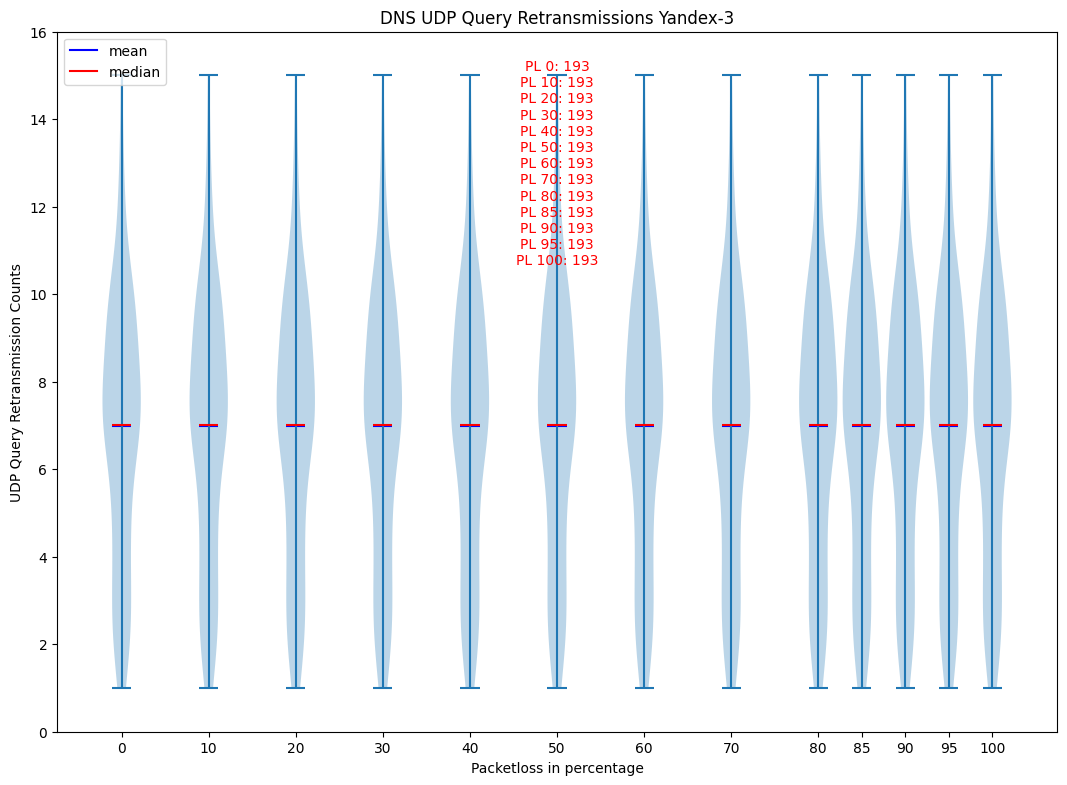 DNS UDP Query Retransmissions Yandex-3
mean
median
PL 0: 193
PL 10: 193
PL 20: 193
PL 30: 193
PL 40: 193
PL 50: 193
PL 60: 193
PL 70: 193
PL 80: 193
PL 85: 193
PL 90: 193
PL 95: 193
PL 100: 193
UDP Query Retransmission Counts
16
14
12
10
8
6
4
2
0
0 10 20 30 40 50 60 70 80 85 90 95 100
Packetloss in percentage